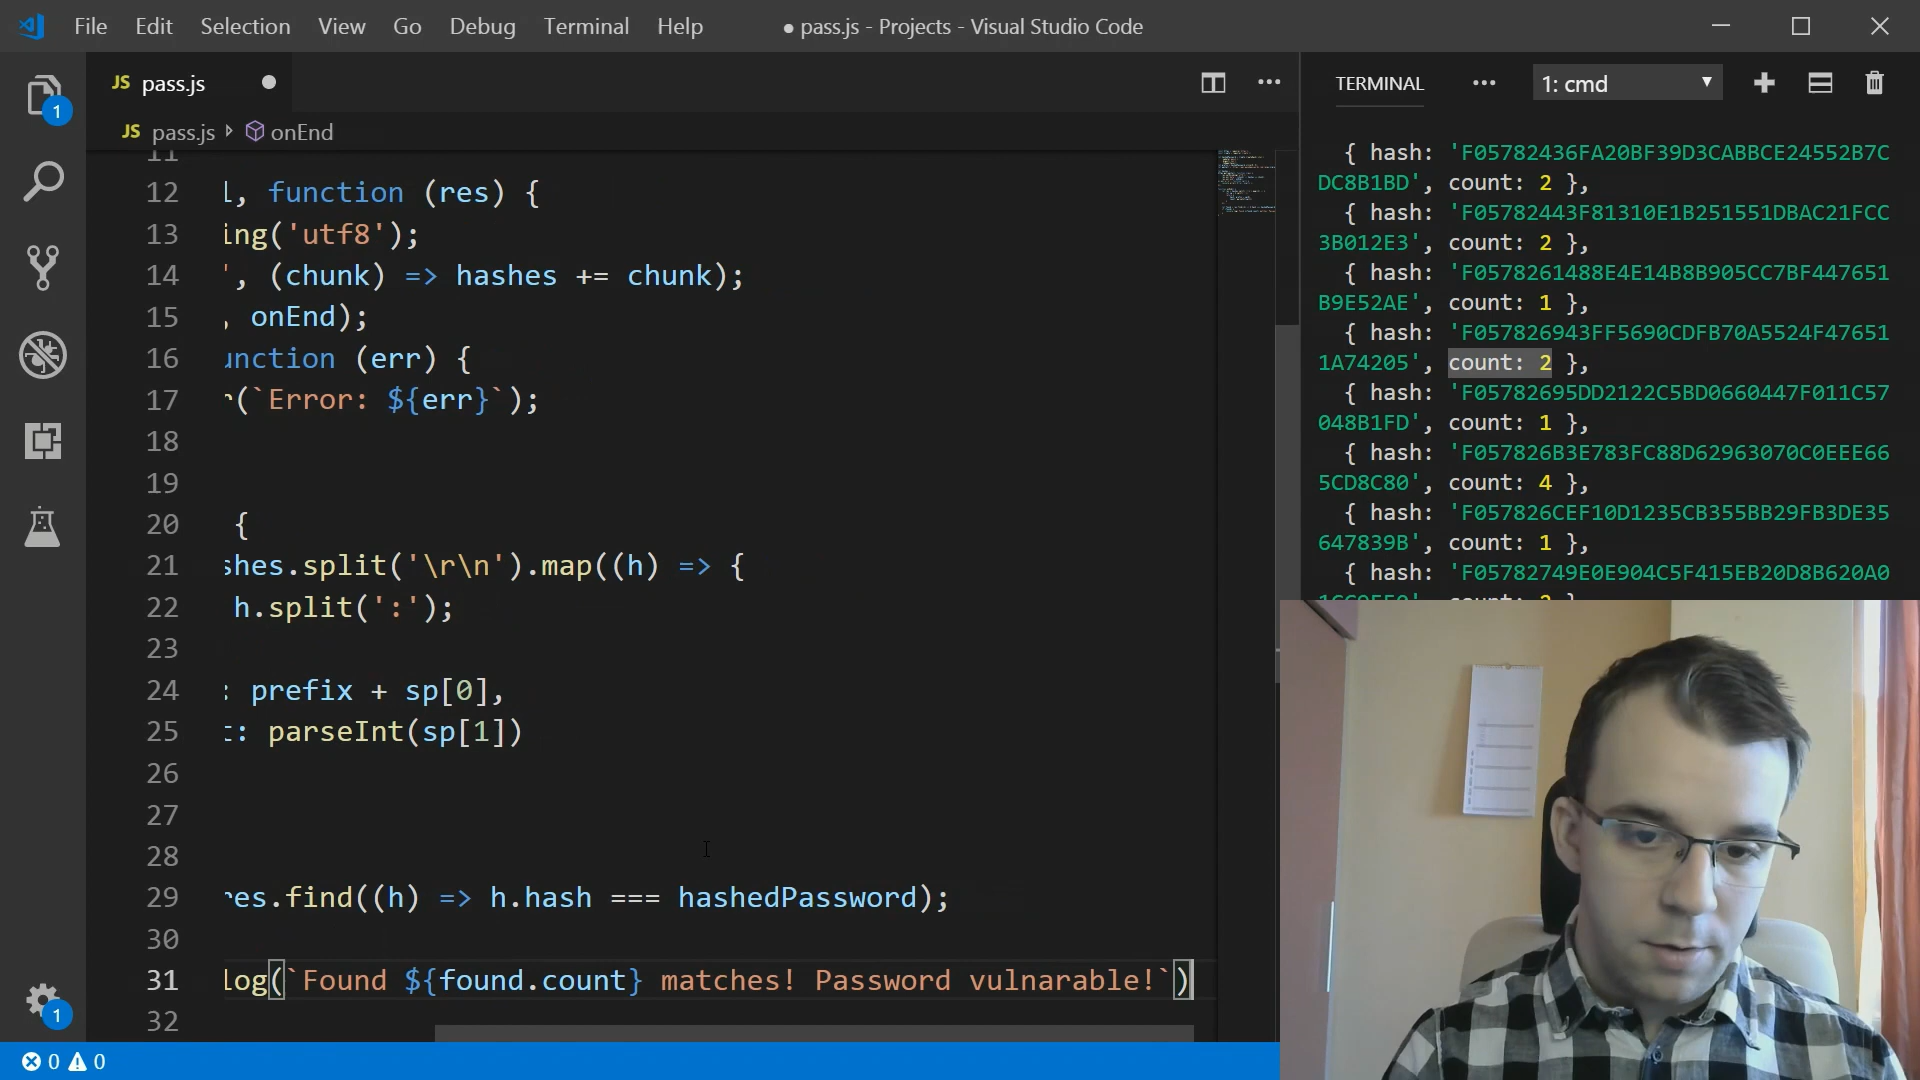 File Edit Selection View Go Debug Terminal Help
● pass.js - Projects - Visual Studio Code
JS pass.js
JS pass.js onEnd
11
12 l, function (res) {
13 ing('utf8');
14 ', (chunk) => hashes += chunk);
15 , onEnd);
16 unction (err) {
17 r(`Error: ${err}`);
18
19
20 {
21 shes.split('\r\n').map((h) => {
22 h.split(':');
23
24 : prefix + sp[0],
25 t: parseInt(sp[1])
26
27
28
29 res.find((h) => h.hash === hashedPassword);
30
31 log(`Found ${found.count} matches! Password vulnarable!`)
32
TERMINAL ··· 1: cmd
{ hash: 'F05782436FA20BF39D3CABBCE24552B7C
DC8B1BD', count: 2 },
{ hash: 'F05782443F81310E1B251551DBAC21FCC
3B012E3', count: 2 },
{ hash: 'F0578261488E4E14B8B905CC7BF447651
B9E52AE', count: 1 },
{ hash: 'F057826943FF5690CDFB70A5524F47651
1A74205', count: 2 },
{ hash: 'F05782695DD2122C5BD0660447F011C57
048B1FD', count: 1 },
{ hash: 'F057826B3E783FC88D62963070C0EEE66
5CD8C80', count: 4 },
{ hash: 'F057826CEF10D1235CB355BB29FB3DE35
647839B', count: 1 },
{ hash: 'F05782749E0E904C5F415EB20D8B620A0
1
1
0 0